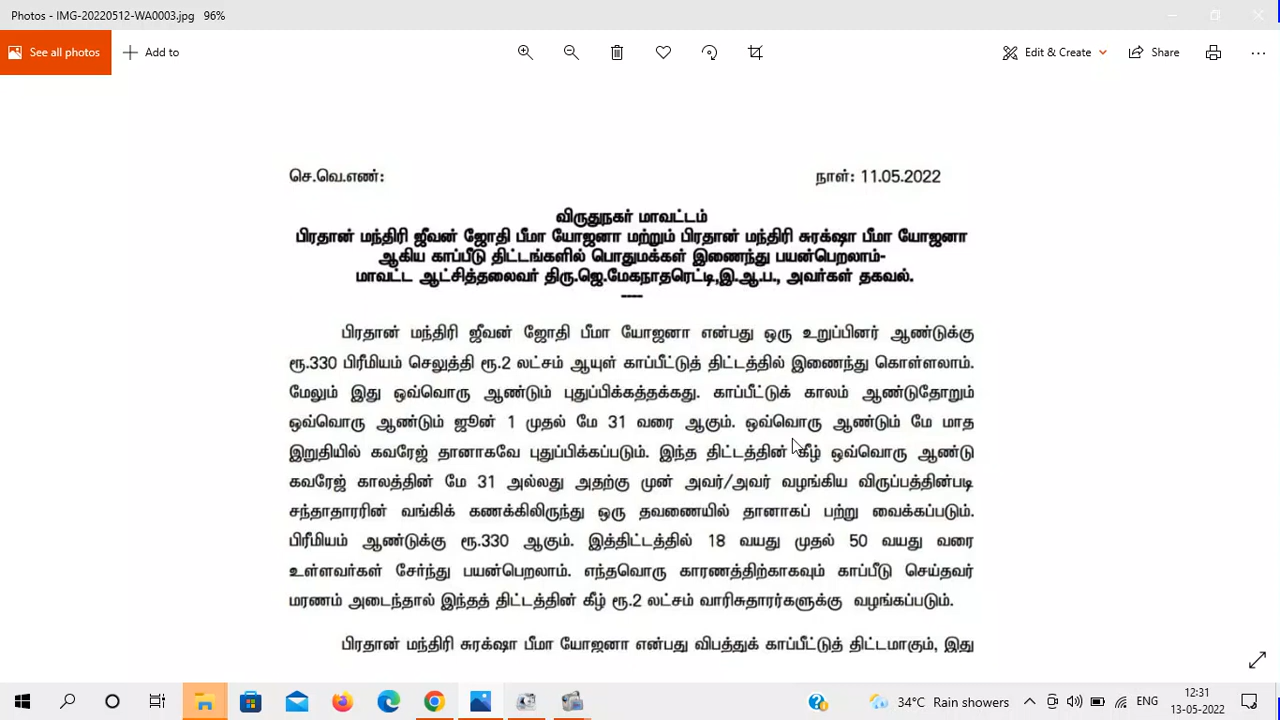 Photos - IMG-20220512-WA0003.jpg 96%
See all photos Add to Edit & Create Share
செ.வெ.எண்: நாள்: 11.05.2022
விருதுநகர் மாவட்டம்
பிரதான் மந்திரி ஜீவன் ஜோதி பீமா யோஜனா மற்றும் பிரதான் மந்திரி சுரக்‌ஷா பீமா யோஜனா
ஆகிய காப்பீடு திட்டங்களில் பொதுமக்கள் இணைந்து பயன்பெறலாம்-
மாவட்ட ஆட்சித்தலைவர் திரு.ஜெ.மேகநாதரெட்டி,இ.ஆ.ப., அவர்கள் தகவல்.
----
பிரதான் மந்திரி ஜீவன் ஜோதி பீமா யோஜனா என்பது ஒரு உறுப்பினர் ஆண்டுக்கு
ரூ.330 பிரீமியம் செலுத்தி ரூ.2 லட்சம் ஆயுள் காப்பீட்டுத் திட்டத்தில் இணைந்து கொள்ளலாம்.
மேலும் இது ஒவ்வொரு ஆண்டும் புதுப்பிக்கத்தக்கது. காப்பீட்டுக் காலம் ஆண்டுதோறும்
ஒவ்வொரு ஆண்டும் ஜூன் 1 முதல் மே 31 வரை ஆகும். ஒவ்வொரு ஆண்டும் மே மாத
இறுதியில் கவரேஜ் தானாகவே புதுப்பிக்கப்படும். இந்த திட்டத்தின் கீழ் ஒவ்வொரு ஆண்டு
கவரேஜ் காலத்தின் மே 31 அல்லது அதற்கு முன் அவர்/அவர் வழங்கிய விருப்பத்தின்படி
சந்தாதாரரின் வங்கிக் கணக்கிலிருந்து ஒரு தவணையில் தானாகப் பற்று வைக்கப்படும்.
பிரீமியம் ஆண்டுக்கு ரூ.330 ஆகும். இத்திட்டத்தில் 18 வயது முதல் 50 வயது வரை
உள்ளவர்கள் சேர்ந்து பயன்பெறலாம். எந்தவொரு காரணத்திற்காகவும் காப்பீடு செய்தவர்
மரணம் அடைந்தால் இந்தத் திட்டத்தின் கீழ் ரூ.2 லட்சம் வாரிசுதாரர்களுக்கு வழங்கப்படும்.
பிரதான் மந்திரி சுரக்‌ஷா பீமா யோஜனா என்பது விபத்துக் காப்பீட்டுத் திட்டமாகும், இது
34°C Rain showers ENG 12:31
13-05-2022